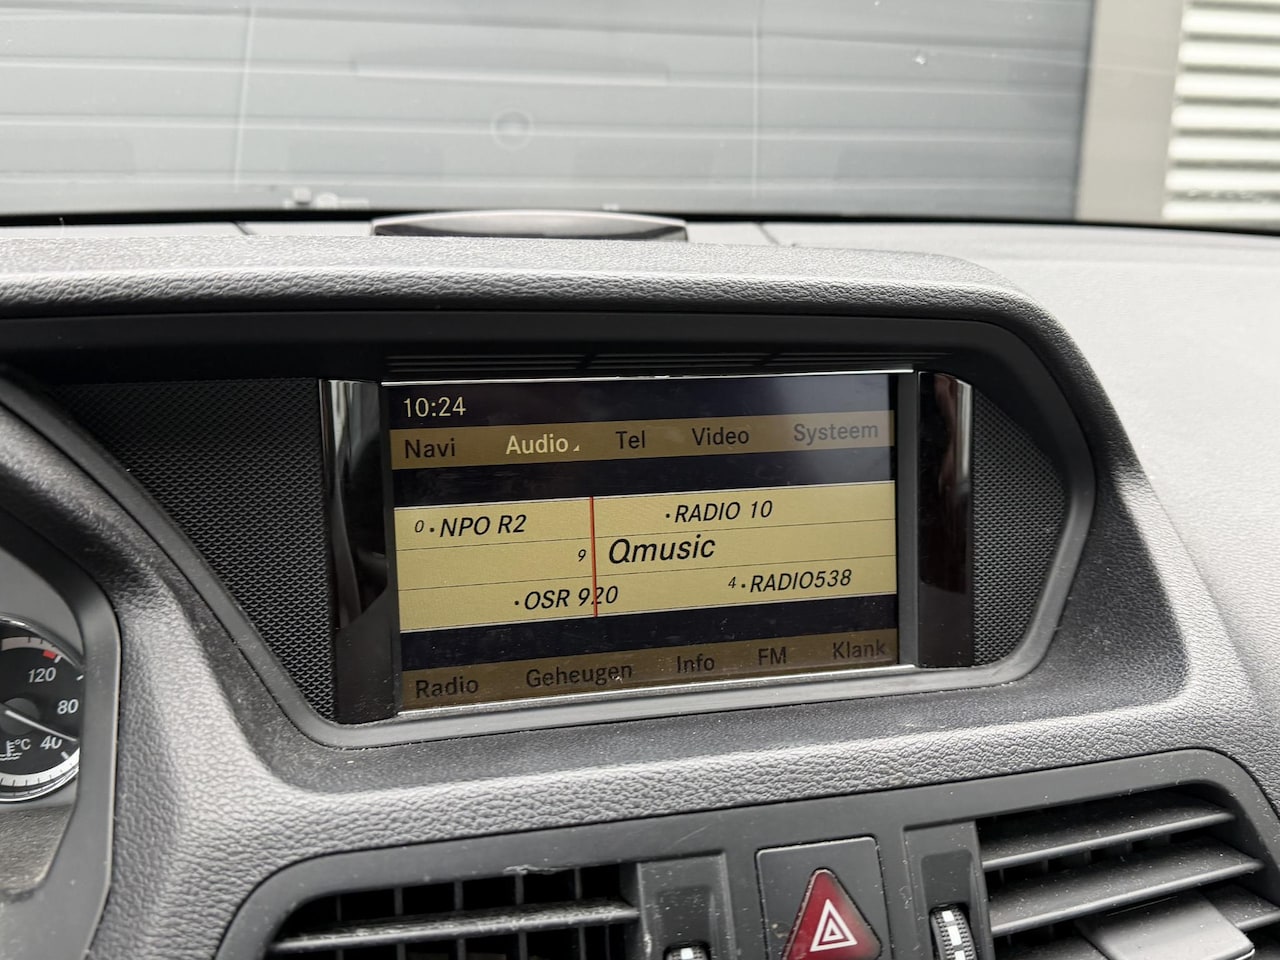 10:24
Navi Audio Tel Video Systeem
0 · NPO R2 · RADIO 10
9 Qmusic
· OSR 920 4 · RADIO538
Radio Geheugen Info FM Klank
120
80
40
°C